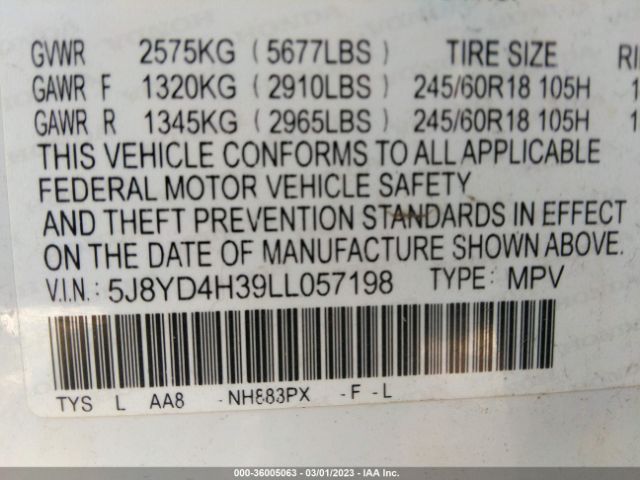 GVWR 2575KG ( 5677LBS ) TIRE SIZE
GAWR F 1320KG ( 2910LBS ) 245/60R18 105H
GAWR R 1345KG ( 2965LBS ) 245/60R18 105H
THIS VEHICLE CONFORMS TO ALL APPLICABLE
FEDERAL MOTOR VEHICLE SAFETY
AND THEFT PREVENTION STANDARDS IN EFFECT
ON THE DATE OF MANUFACTURE SHOWN ABOVE.
V.I.N.: 5J8YD4H39LL057198 TYPE: MPV
TYS L AA8 -NH883PX -F-L
000-36005063 - 03/01/2023 - IAA Inc.